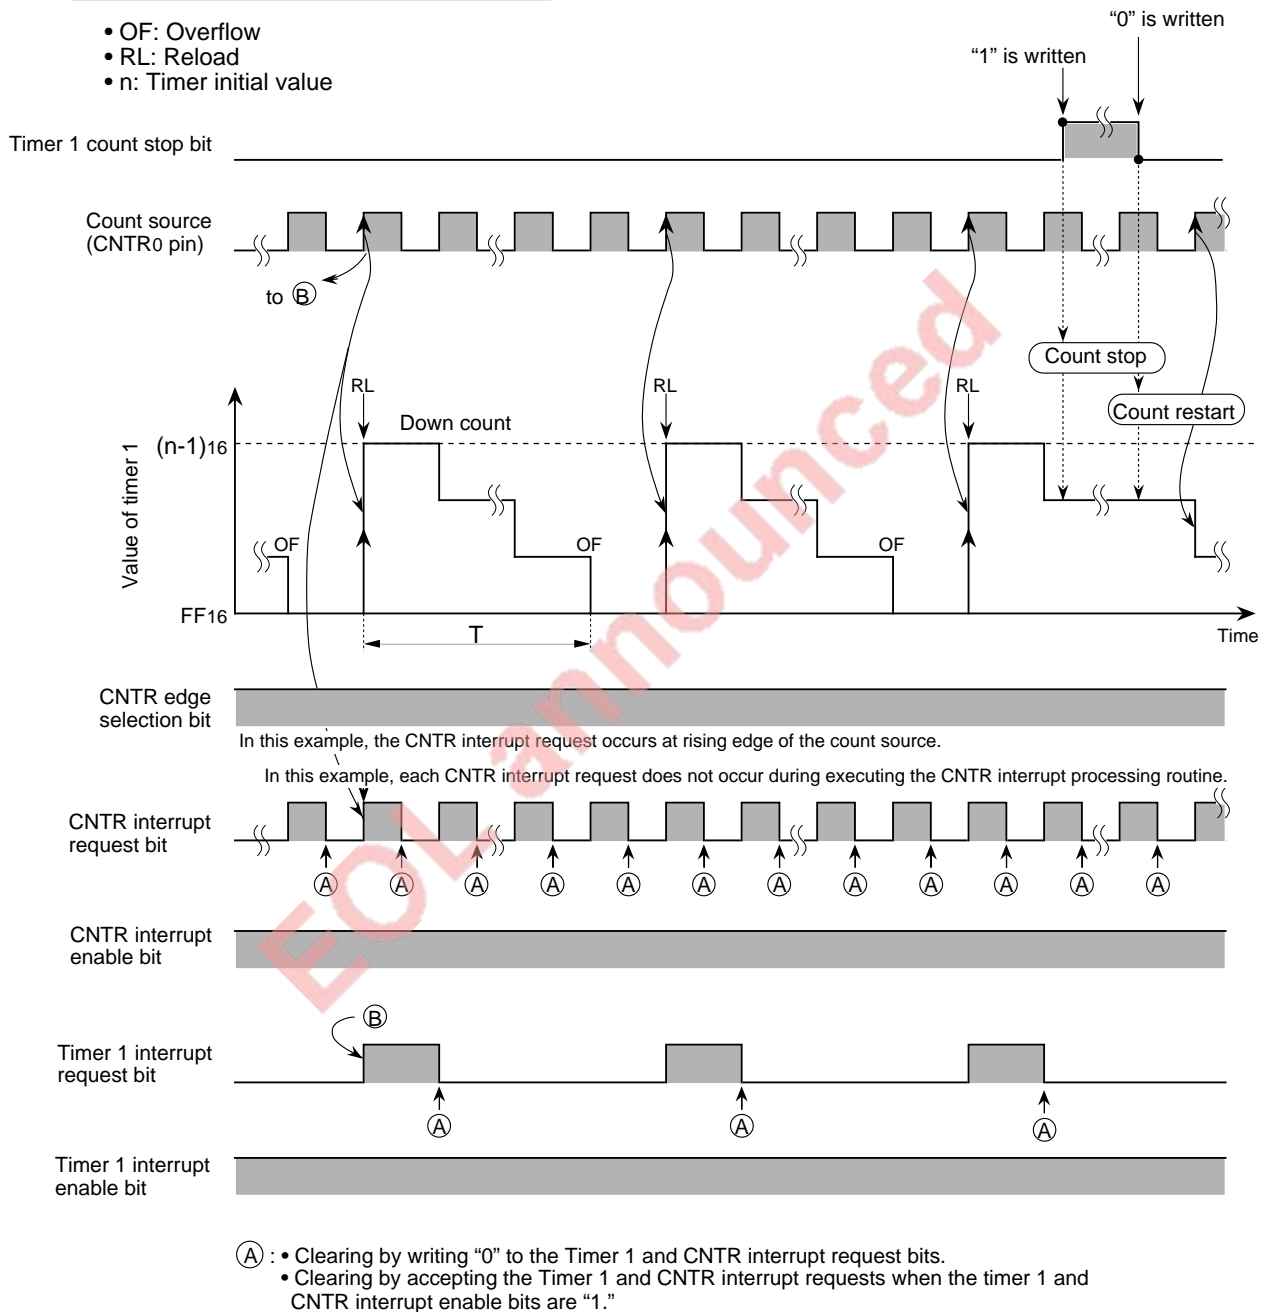 • OF: Overflow
• RL: Reload
• n: Timer initial value
“0” is written
“1” is written
Timer 1 count stop bit
Count source
(CNTR0 pin)
to B
Count stop
Count restart
RL
RL
RL
Down count
(n-1)16
Value of timer 1
OF
OF
OF
FF16
T
Time
CNTR edge
selection bit
In this example, the CNTR interrupt request occurs at rising edge of the count source.
In this example, each CNTR interrupt request does not occur during executing the CNTR interrupt processing routine.
CNTR interrupt
request bit
A A A A A A A A A A A A
CNTR interrupt
enable bit
B
Timer 1 interrupt
request bit
A A A
Timer 1 interrupt
enable bit
A : • Clearing by writing “0” to the Timer 1 and CNTR interrupt request bits.
• Clearing by accepting the Timer 1 and CNTR interrupt requests when the timer 1 and
CNTR interrupt enable bits are “1.”
EOL announced